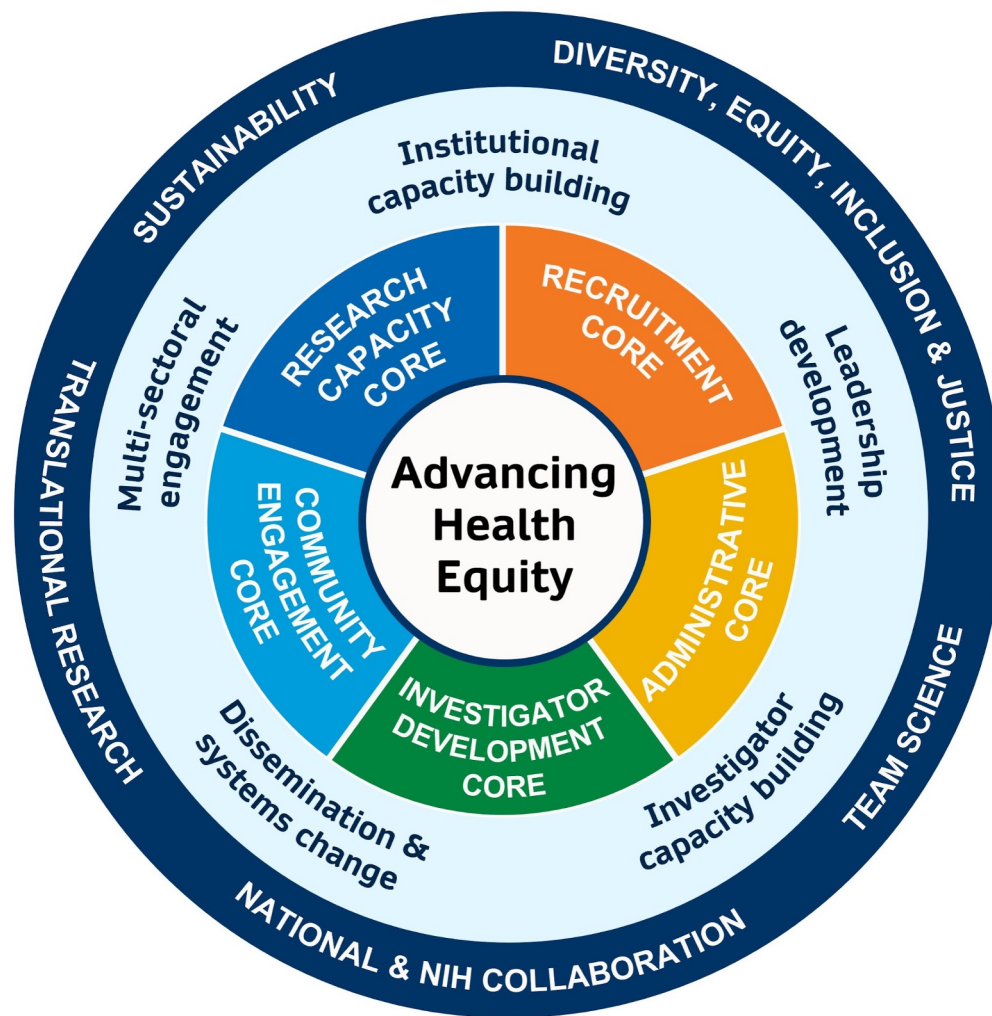 SUSTAINABILITY
DIVERSITY, EQUITY, INCLUSION & JUSTICE
TEAM SCIENCE
NATIONAL & NIH COLLABORATION
TRANSLATIONAL RESEARCH
Institutional
capacity building
Leadership
development
Investigator
capacity building
Dissemination &
systems change
Multi-sectoral
engagement
RESEARCH
CAPACITY
CORE
RECRUITMENT
CORE
ADMINISTRATIVE
CORE
INVESTIGATOR
DEVELOPMENT
CORE
COMMUNITY
ENGAGEMENT
CORE
Advancing
Health
Equity